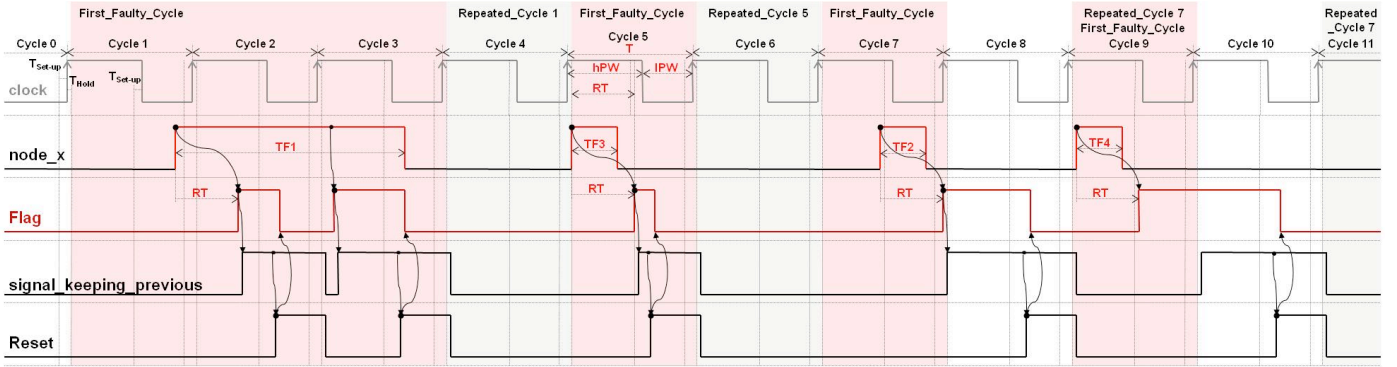 First_Faulty_Cycle Repeated_Cycle 1 First_Faulty_Cycle Repeated_Cycle 5 First_Faulty_Cycle Repeated_Cycle 7 Repeated
First_Faulty_Cycle _Cycle 7
Cycle 0 Cycle 1 Cycle 2 Cycle 3 Cycle 4 Cycle 5 Cycle 6 Cycle 7 Cycle 8 Cycle 9 Cycle 10 Cycle 11
T
TSet-up hPW lPW
THold TSet-up
clock RT
node_x TF1 TF3 TF2 TF4
RT RT RT RT
Flag
signal_keeping_previous
Reset